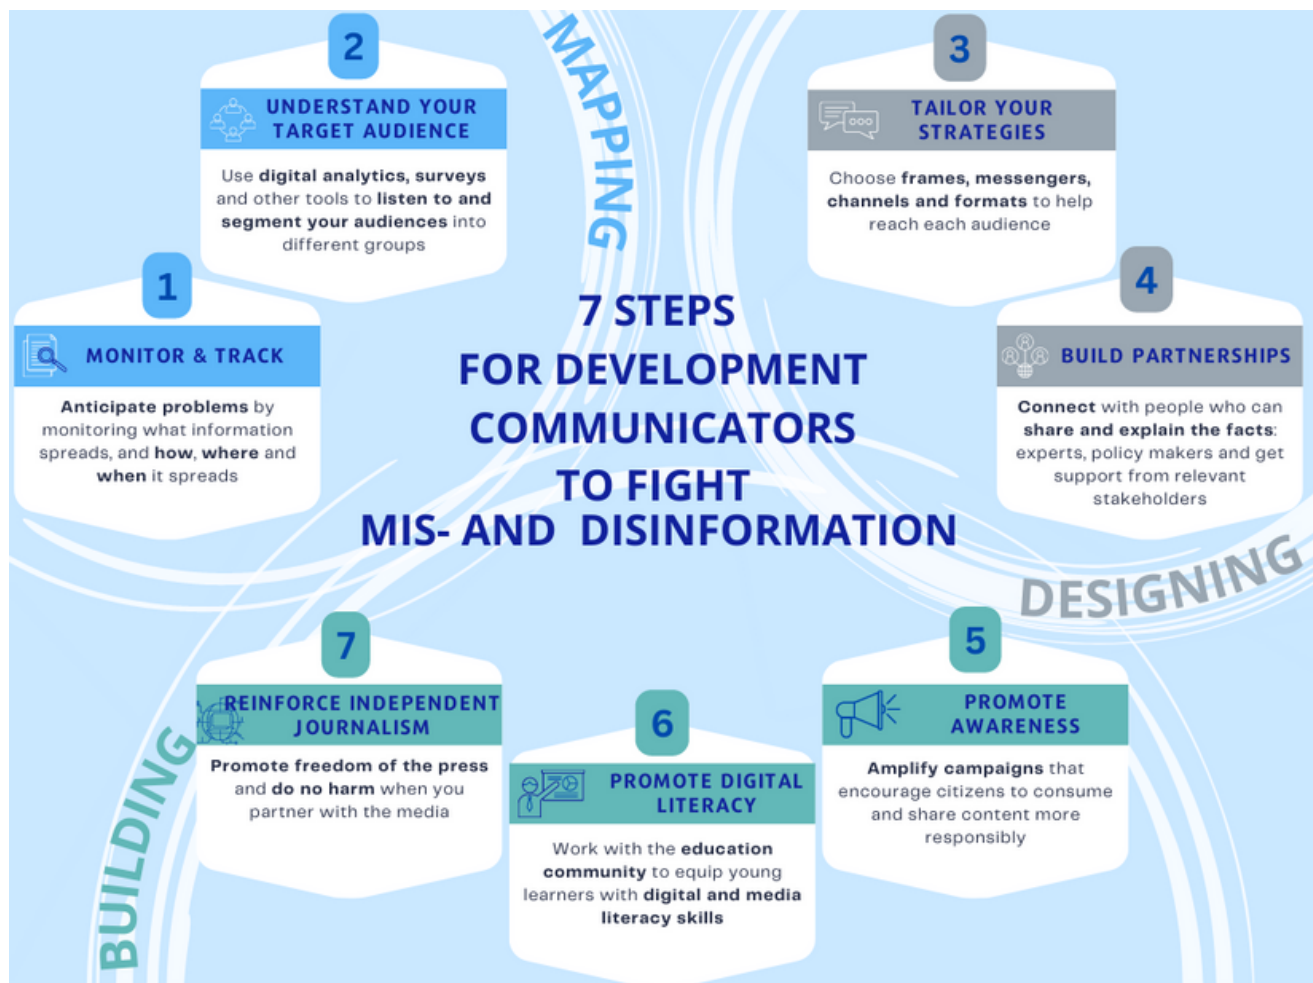 7 STEPS
FOR DEVELOPMENT
COMMUNICATORS
TO FIGHT
MIS- AND DISINFORMATION
MAPPING
1
MONITOR & TRACK
Anticipate problems by
monitoring what information
spreads, and how, where and
when it spreads
2
UNDERSTAND YOUR
TARGET AUDIENCE
Use digital analytics, surveys
and other tools to listen to and
segment your audiences into
different groups
DESIGNING
3
TAILOR YOUR
STRATEGIES
Choose frames, messengers,
channels and formats to help
reach each audience
4
BUILD PARTNERSHIPS
Connect with people who can
share and explain the facts:
experts, policy makers and get
support from relevant
stakeholders
BUILDING
5
PROMOTE
AWARENESS
Amplify campaigns that
encourage citizens to consume
and share content more
responsibly
6
PROMOTE DIGITAL
LITERACY
Work with the education
community to equip young
learners with digital and media
literacy skills
7
REINFORCE INDEPENDENT
JOURNALISM
Promote freedom of the press
and do no harm when you
partner with the media